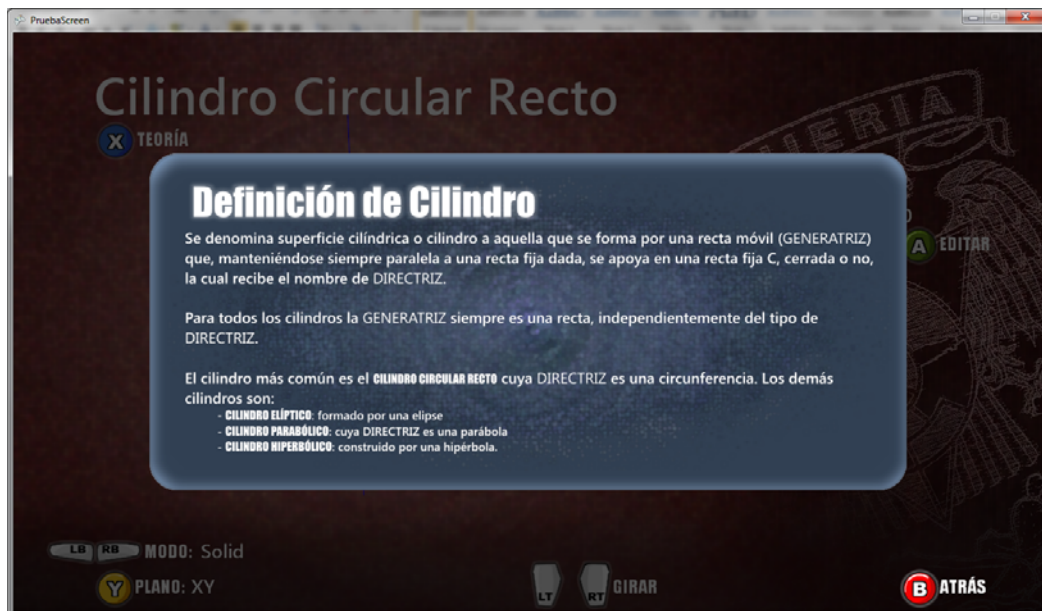 PruebaScreen
Cilindro Circular Recto
X TEORÍA
Definición de Cilindro
Se denomina superficie cilíndrica o cilindro a aquella que se forma por una recta móvil (GENERATRIZ)
que, manteniéndose siempre paralela a una recta fija dada, se apoya en una recta fija C, cerrada o no,
la cual recibe el nombre de DIRECTRIZ.
Para todos los cilindros la GENERATRIZ siempre es una recta, independientemente del tipo de
DIRECTRIZ.
El cilindro más común es el CILINDRO CIRCULAR RECTO cuya DIRECTRIZ es una circunferencia. Los demás
cilindros son:
- CILINDRO ELÍPTICO: formado por una elipse
- CILINDRO PARABÓLICO: cuya DIRECTRIZ es una parábola
- CILINDRO HIPERBÓLICO: construido por una hipérbola.
A EDITAR
LB RB MODO: Solid
Y PLANO: XY
LT RT GIRAR
B ATRÁS